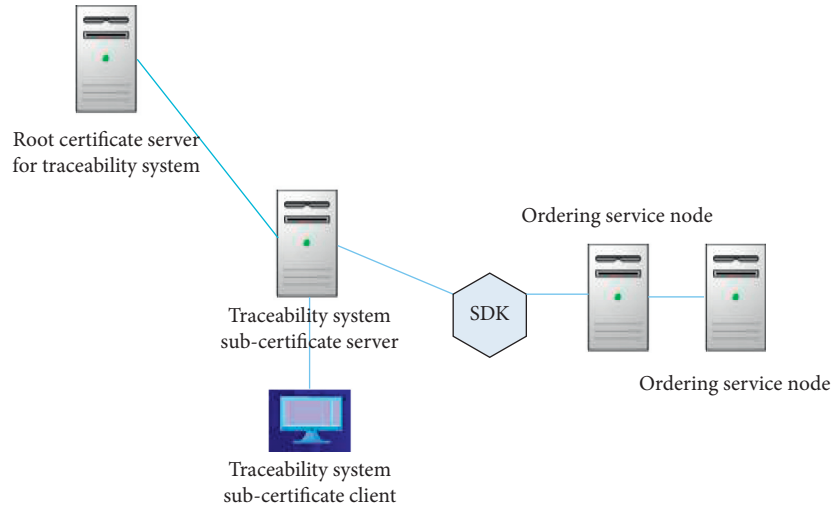 Root certificate server
for traceability system
Ordering service node
SDK
Traceability system
sub-certificate server
Ordering service node
Traceability system
sub-certificate client